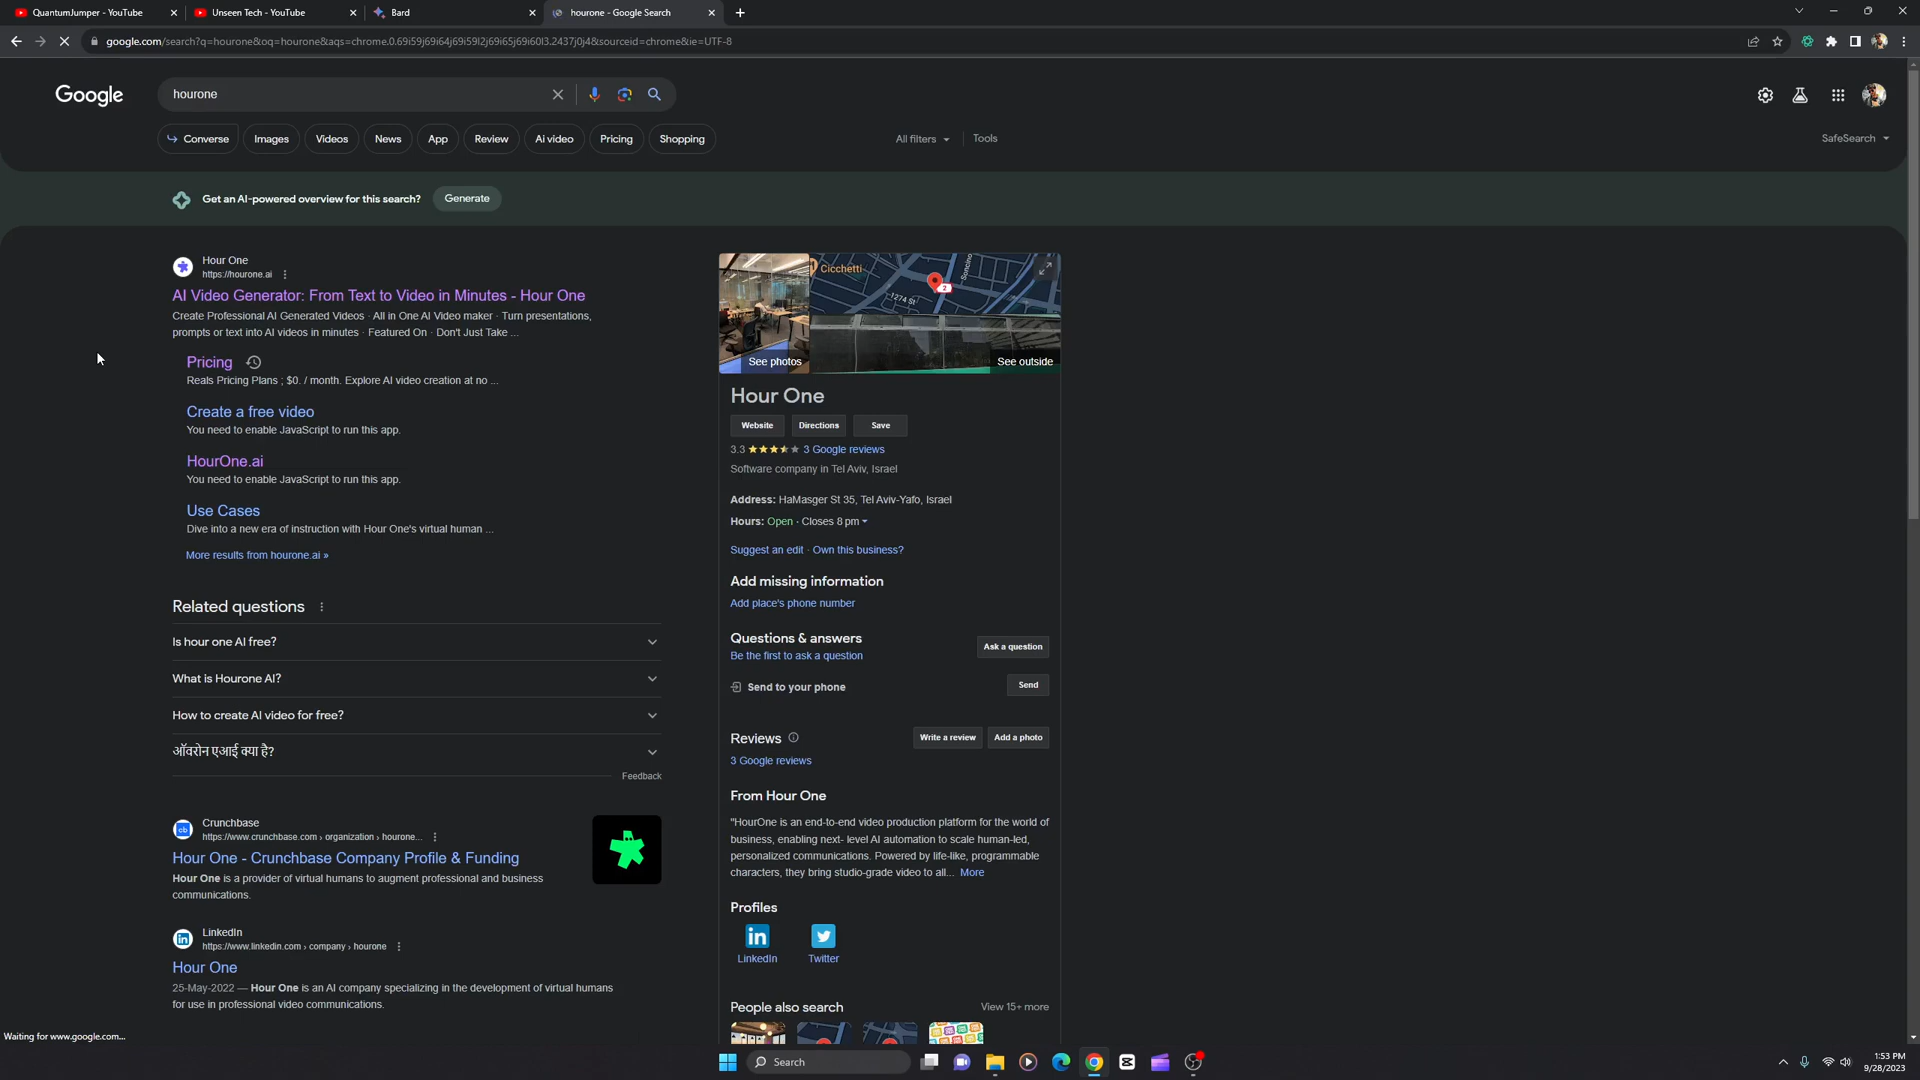 QuantumJumper - YouTube
Unseen Tech - YouTube
Bard
hourone - Google Search
google.com/search?q=hourone&oq=hourone&aqs=chrome.0.69i59j69i64j69i59l2j69i65j69i60l3.2437j0j4&sourceid=chrome&ie=UTF-8
Google
hourone
Converse
Images
Videos
News
App
Review
Ai video
Pricing
Shopping
All filters
Tools
SafeSearch
Get an AI-powered overview for this search?
Generate
Hour One
https://hourone.ai
AI Video Generator: From Text to Video in Minutes - Hour One
Create Professional AI Generated Videos · All in One AI Video maker · Turn presentations,
prompts or text into AI videos in minutes · Featured On · Don't Just Take ...
Pricing
Reals Pricing Plans ; $0. / month. Explore AI video creation at no ...
Create a free video
You need to enable JavaScript to run this app.
HourOne.ai
You need to enable JavaScript to run this app.
Use Cases
Dive into a new era of instruction with Hour One's virtual human ...
More results from hourone.ai »
Related questions
Is hour one AI free?
What is Hourone AI?
How to create AI video for free?
ऑवरोन एआई क्या है?
Feedback
Crunchbase
https://www.crunchbase.com › organization › hourone...
Hour One - Crunchbase Company Profile & Funding
Hour One is a provider of virtual humans to augment professional and business
communications.
LinkedIn
https://www.linkedin.com › company › hourone
Hour One
25-May-2022 — Hour One is an AI company specializing in the development of virtual humans
for use in professional video communications.
Cicchetti
Soncino
1274 St
2
See photos
See outside
Hour One
Website
Directions
Save
3.3
3 Google reviews
Software company in Tel Aviv, Israel
Address: HaMasger St 35, Tel Aviv-Yafo, Israel
Hours: Open · Closes 8 pm
Suggest an edit · Own this business?
Add missing information
Add place's phone number
Questions & answers
Be the first to ask a question
Ask a question
Send to your phone
Send
Reviews
Write a review
Add a photo
3 Google reviews
From Hour One
"HourOne is an end-to-end video production platform for the world of
business, enabling next- level AI automation to scale human-led,
personalized communications. Powered by life-like, programmable
characters, they bring studio-grade video to all... More
Profiles
in
LinkedIn
Twitter
People also search
View 15+ more
Waiting for www.google.com...
Search
1:53 PM
9/28/2023